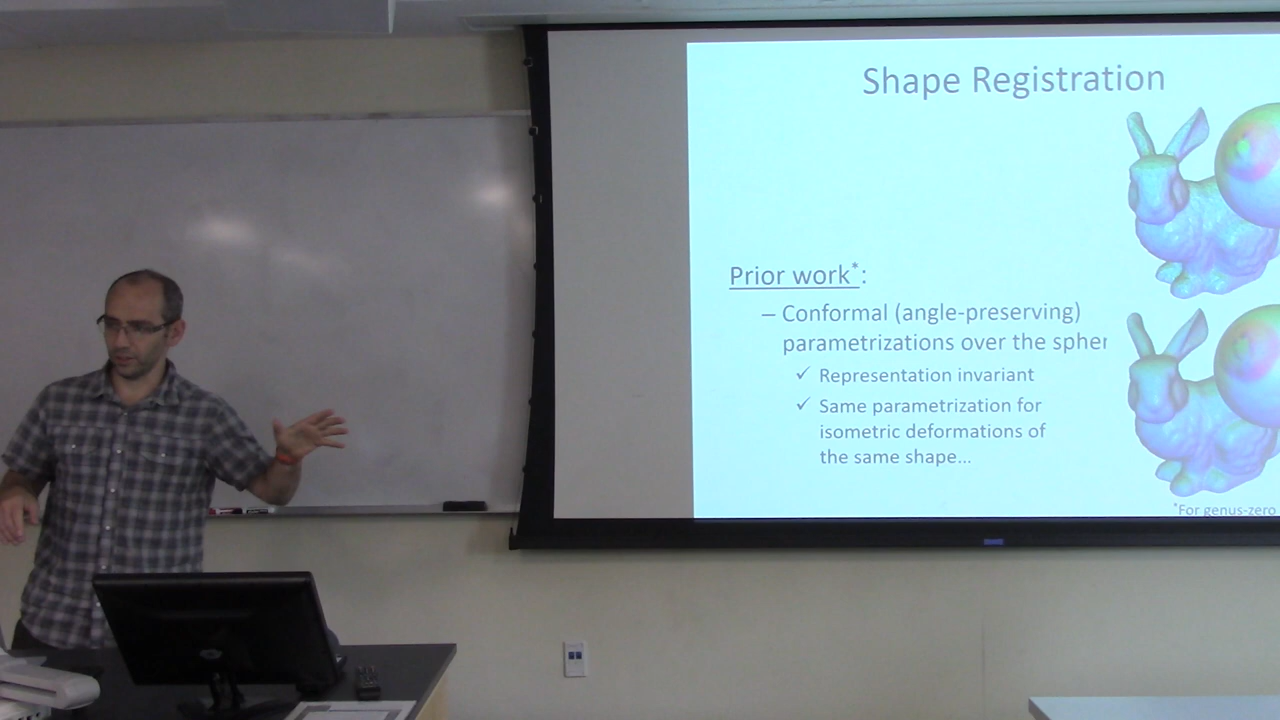 Shape Registration
Prior work*:
– Conformal (angle-preserving)
parametrizations over the spher
✓ Representation invariant
✓ Same parametrization for
isometric deformations of
the same shape...
*For genus-zero